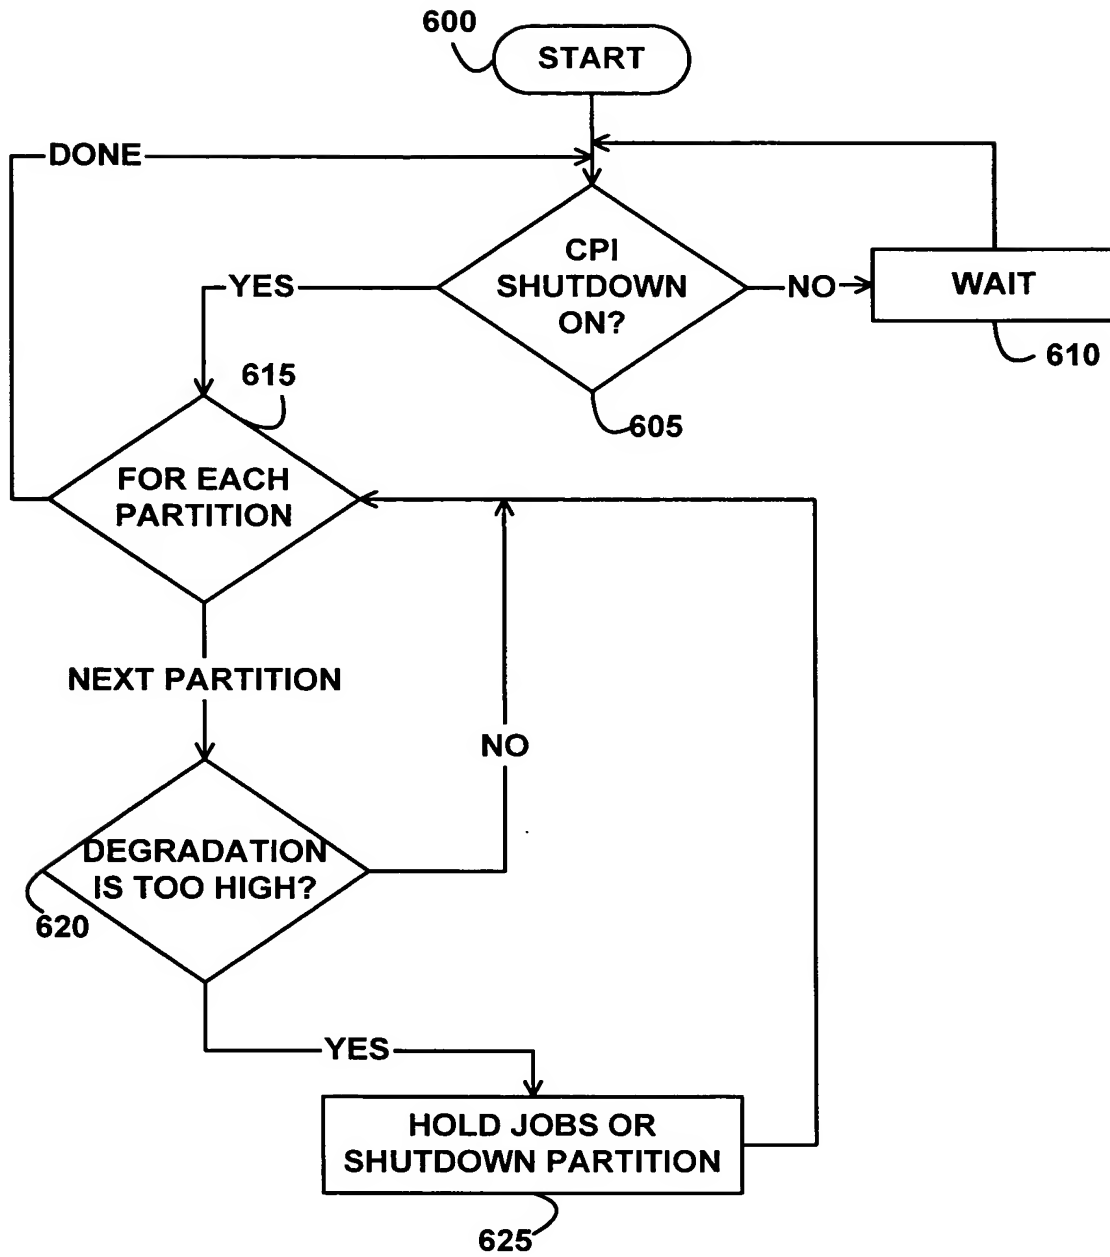 600
START
DONE
CPI
SHUTDOWN
ON?
YES
NO
WAIT
610
615
605
FOR EACH
PARTITION
NEXT PARTITION
NO
DEGRADATION
IS TOO HIGH?
620
YES
HOLD JOBS OR
SHUTDOWN PARTITION
625